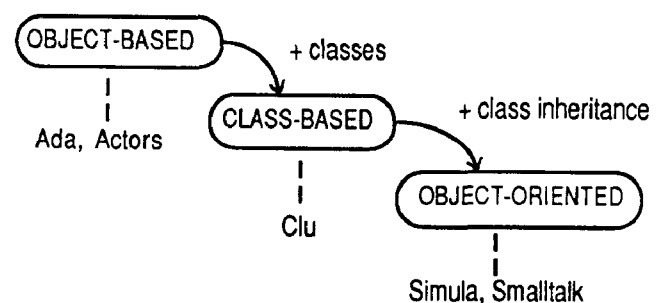 OBJECT-BASED
+ classes
Ada, Actors
CLASS-BASED
+ class inheritance
Clu
OBJECT-ORIENTED
Simula, Smalltalk